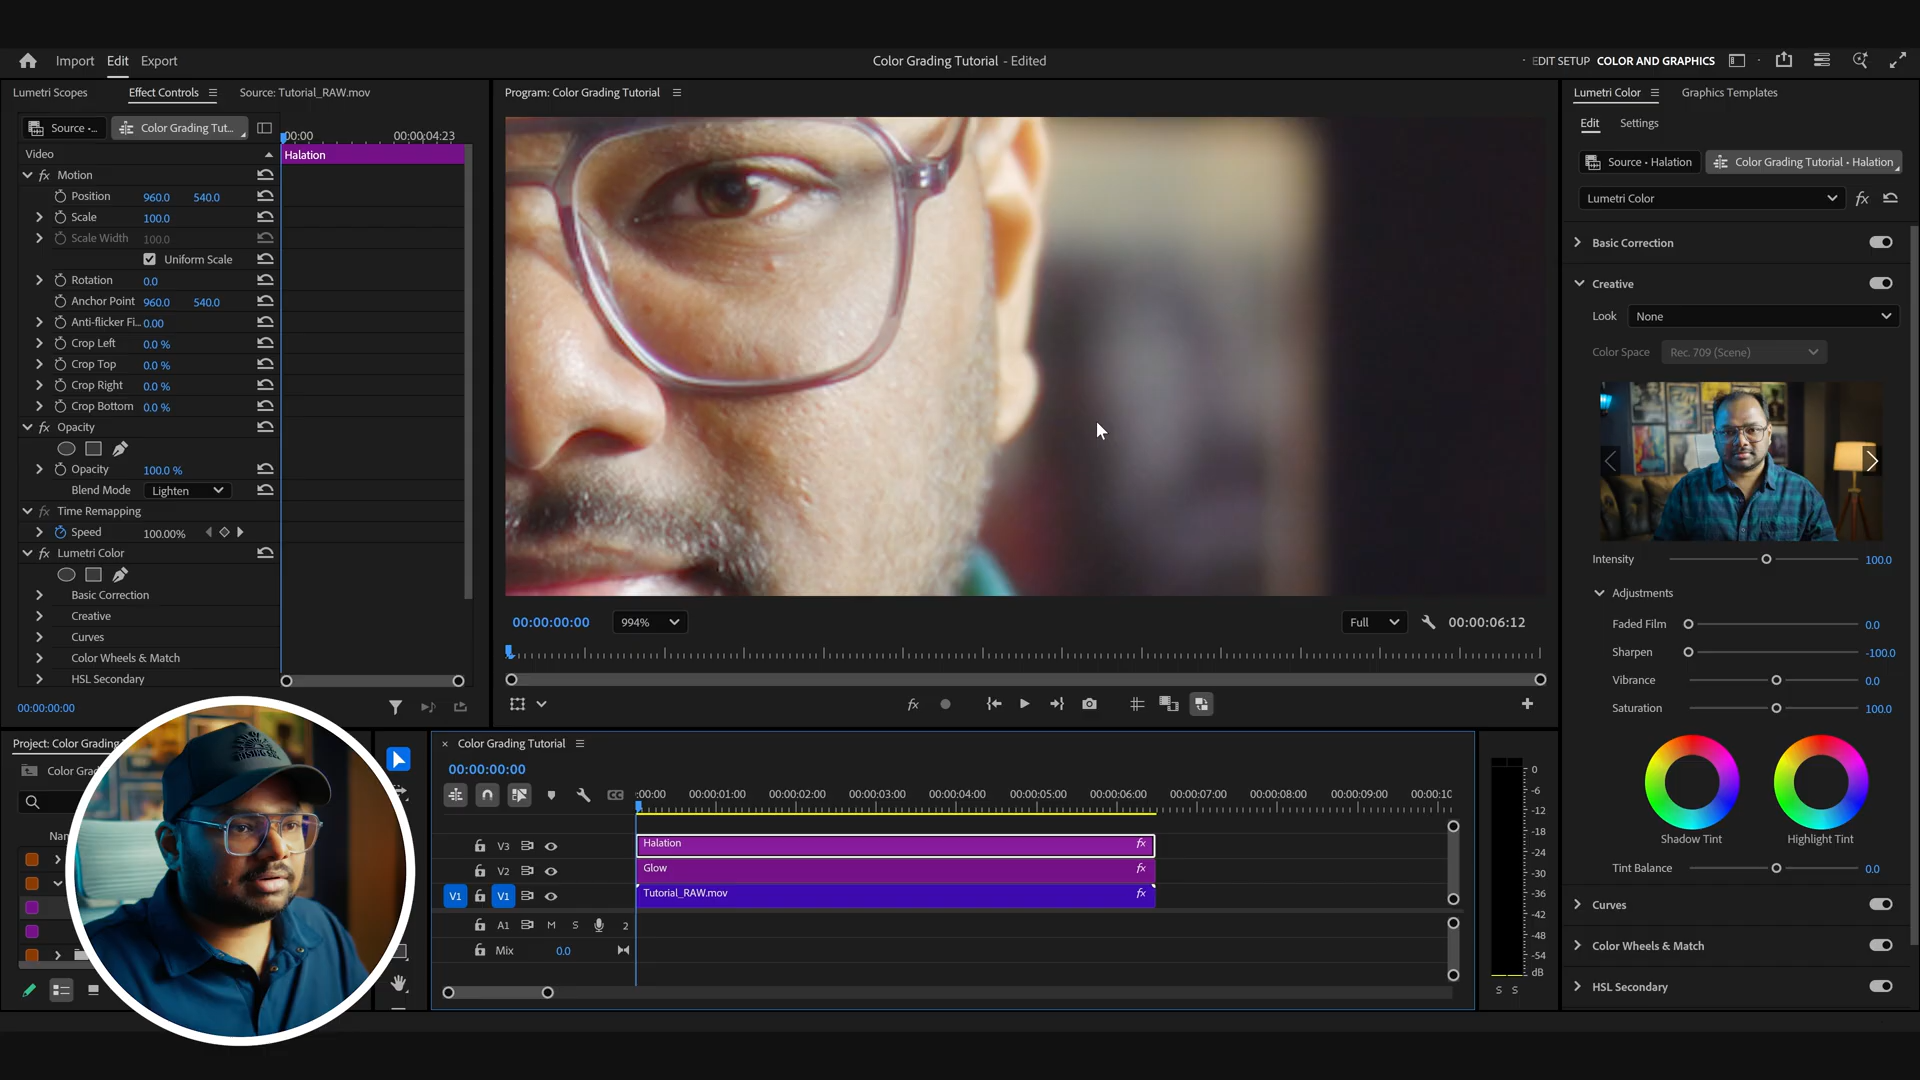 Import Edit Export
Color Grading Tutorial - Edited
EDIT SETUP COLOR AND GRAPHICS
Lumetri Scopes Effect Controls Source: Tutorial_RAW.mov
Program: Color Grading Tutorial
Lumetri Color Graphics Templates
Edit Settings
Source •... Color Grading Tut... :00:00 00:00:04:23
Source • Halation Color Grading Tutorial • Halation
Video Halation
fx Motion
Position 960.0 540.0
Scale 100.0
Scale Width 100.0
Uniform Scale
Rotation 0.0
Anchor Point 960.0 540.0
Anti-flicker Fi... 0.00
Crop Left 0.0 %
Crop Top 0.0 %
Crop Right 0.0 %
Crop Bottom 0.0 %
fx Opacity
Opacity 100.0 %
Blend Mode Lighten
fx Time Remapping
Speed 100.00%
fx Lumetri Color
Basic Correction
Creative
Curves
Color Wheels & Match
HSL Secondary
00:00:00:00
00:00:00:00 994% Full 00:00:06:12
fx
Lumetri Color fx
Basic Correction
Creative
Look None
Color Space Rec. 709 (Scene)
Intensity 100.0
Adjustments
Faded Film 0.0
Sharpen -100.0
Vibrance 0.0
Saturation 100.0
Shadow Tint Highlight Tint
Tint Balance 0.0
Curves
Color Wheels & Match
HSL Secondary
Project: Color Grading
Color Grad
Nan
× Color Grading Tutorial
00:00:00:00
:00:00 00:00:01:00 00:00:02:00 00:00:03:00 00:00:04:00 00:00:05:00 00:00:06:00 00:00:07:00 00:00:08:00 00:00:09:00 00:00:10
V3 Halation fx
V2 Glow fx
V1 V1 Tutorial_RAW.mov fx
A1 M S 2
Mix 0.0
0
-6
-12
-18
-24
-30
-36
-42
-48
-54
dB
S S